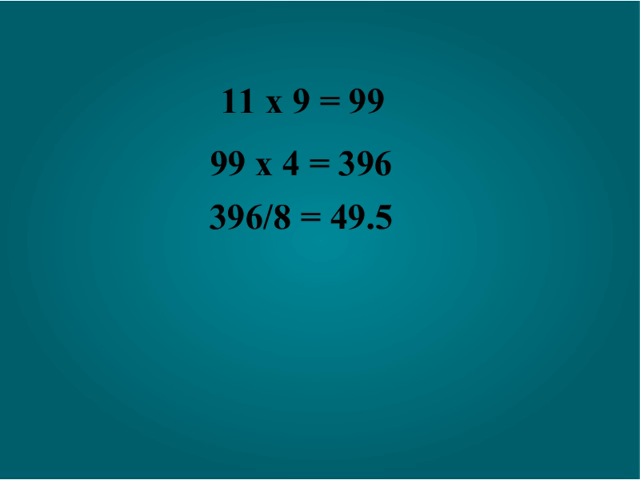 11 x 9 = 99
99 x 4 = 396
396/8 = 49.5